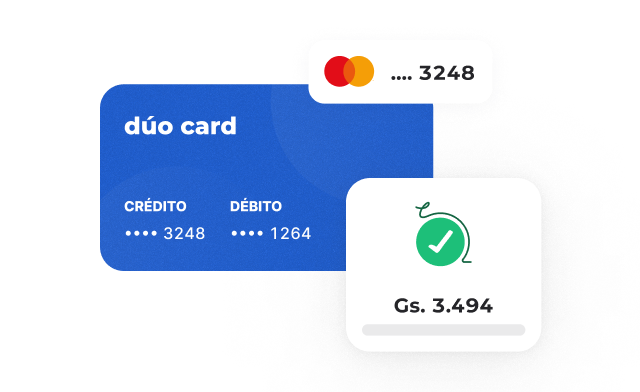 .... 3248
dúo card
CRÉDITO DÉBITO
•••• 3248 •••• 1264
Gs. 3.494